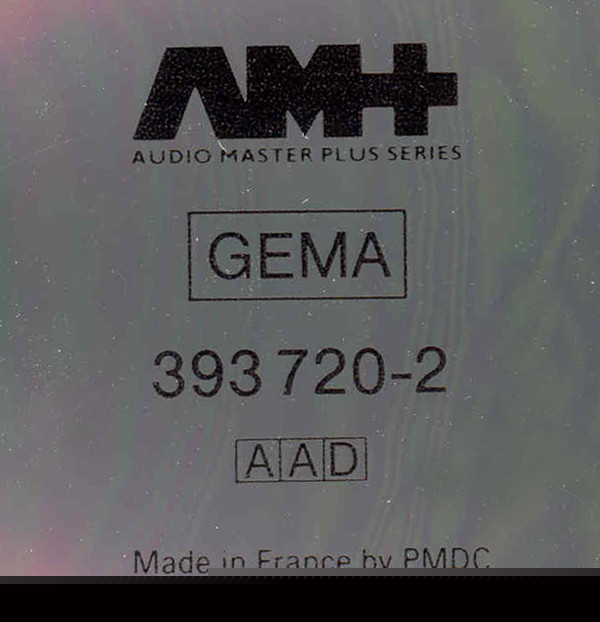 AM+
AUDIO MASTER PLUS SERIES
GEMA
393 720-2
AAD
Made in France by PMDC